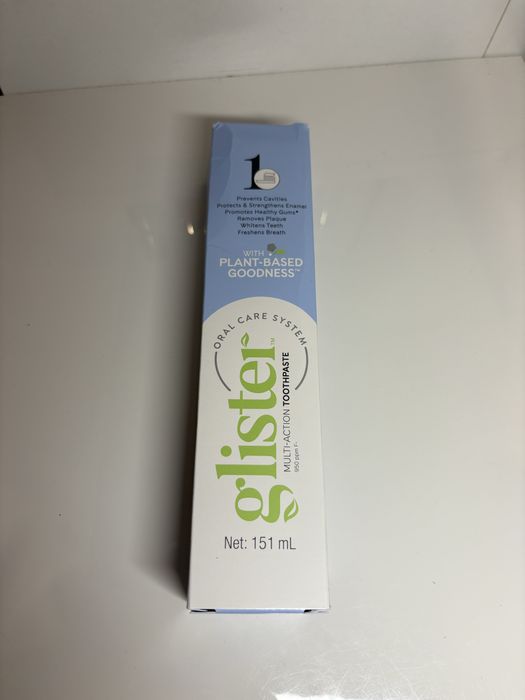 1
Prevents Cavities
Protects & Strengthens Enamel
Promotes Healthy Gums*
Removes Plaque
Whitens Teeth
Freshens Breath
WITH
PLANT-BASED
GOODNESS™
ORAL CARE SYSTEM
glister™
MULTI-ACTION TOOTHPASTE
950 ppm F-
Net: 151 mL